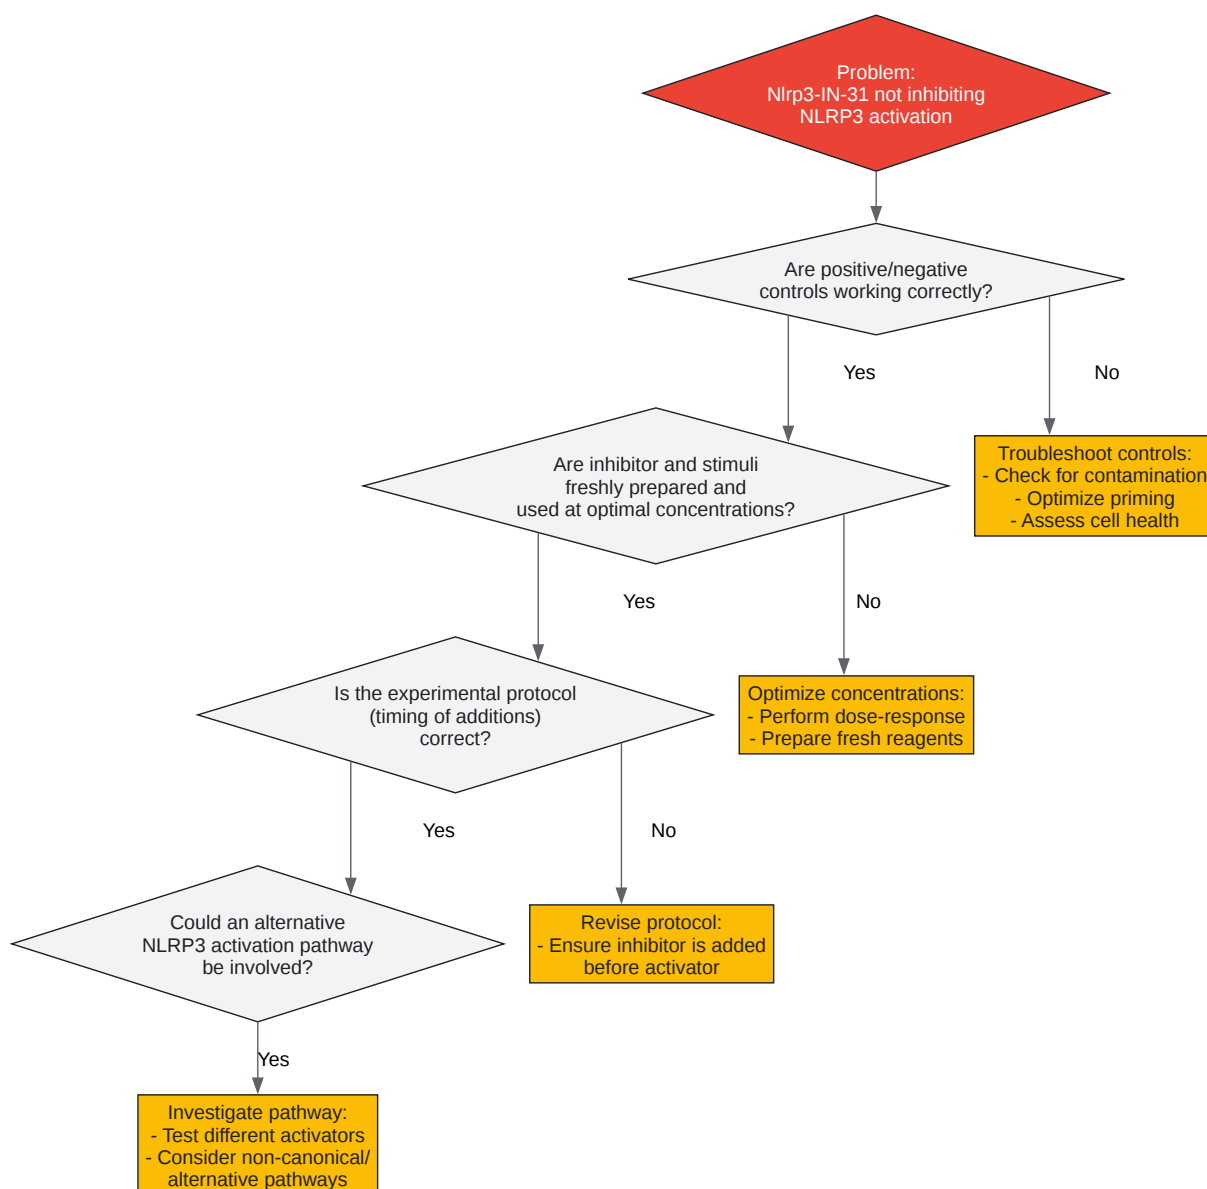 Problem:
Nlrp3-IN-31 not inhibiting
NLRP3 activation
Are positive/negative
controls working correctly?
Yes
No
Are inhibitor and stimuli
freshly prepared and
used at optimal concentrations?
Troubleshoot controls:
- Check for contamination
- Optimize priming
- Assess cell health
Yes
No
Is the experimental protocol
(timing of additions)
correct?
Optimize concentrations:
- Perform dose-response
- Prepare fresh reagents
Yes
No
Could an alternative
NLRP3 activation pathway
be involved?
Revise protocol:
- Ensure inhibitor is added
before activator
Yes
Investigate pathway:
- Test different activators
- Consider non-canonical/
alternative pathways